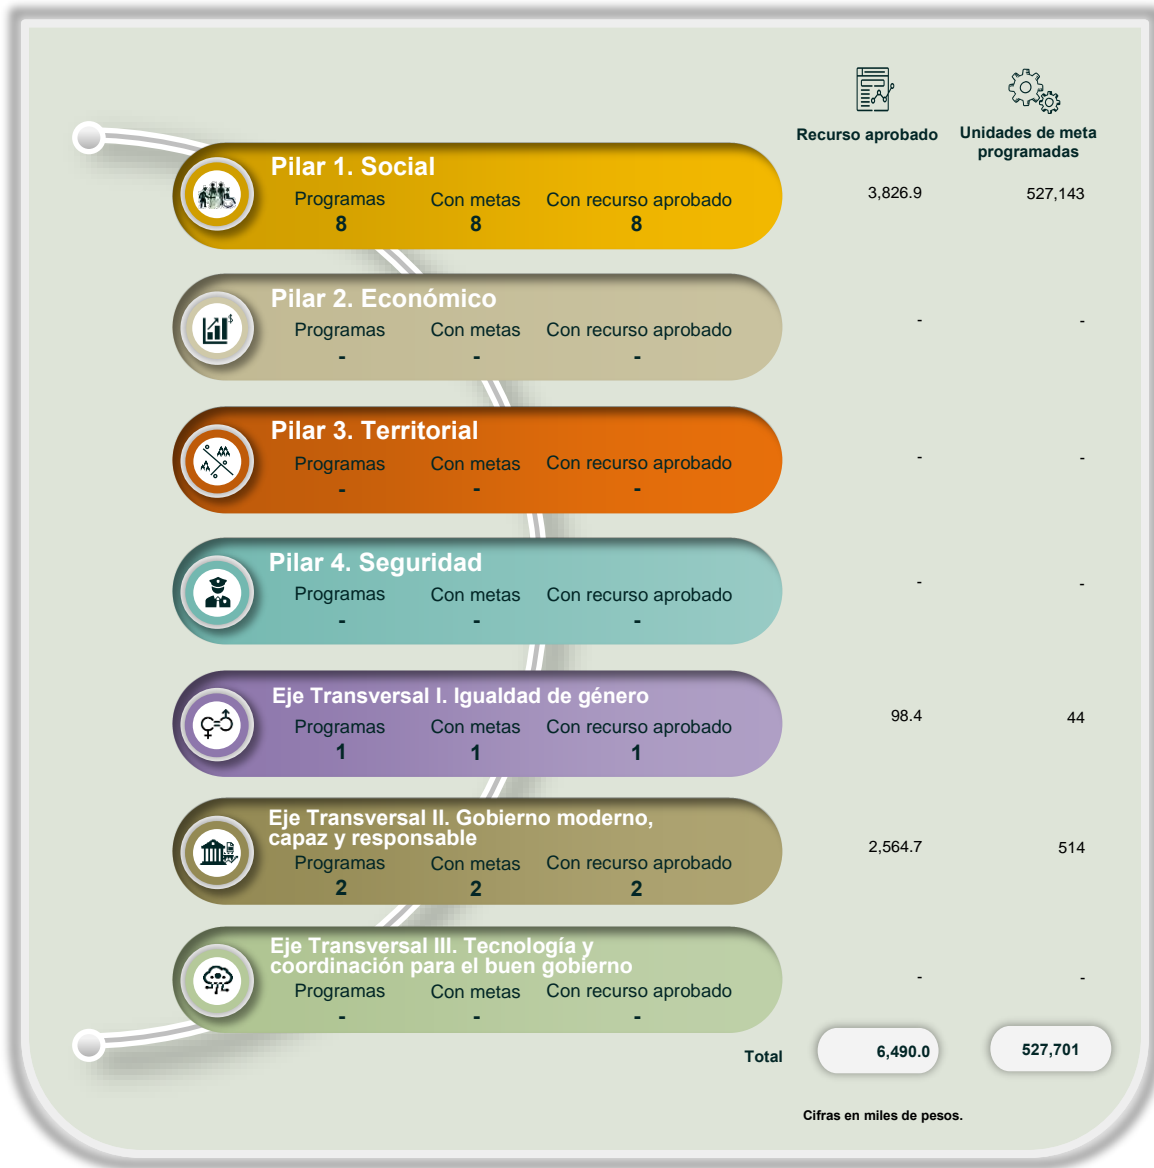 Recurso aprobado
Unidades de meta
programadas
Pilar 1. Social
Programas Con metas Con recurso aprobado
8 8 8
3,826.9 527,143
Pilar 2. Económico
Programas Con metas Con recurso aprobado
- - -
- -
Pilar 3. Territorial
Programas Con metas Con recurso aprobado
- - -
- -
Pilar 4. Seguridad
Programas Con metas Con recurso aprobado
- - -
- -
Eje Transversal I. Igualdad de género
Programas Con metas Con recurso aprobado
1 1 1
98.4 44
Eje Transversal II. Gobierno moderno,
capaz y responsable
Programas Con metas Con recurso aprobado
2 2 2
2,564.7 514
Eje Transversal III. Tecnología y
coordinación para el buen gobierno
Programas Con metas Con recurso aprobado
- - -
- -
Total 6,490.0 527,701
Cifras en miles de pesos.